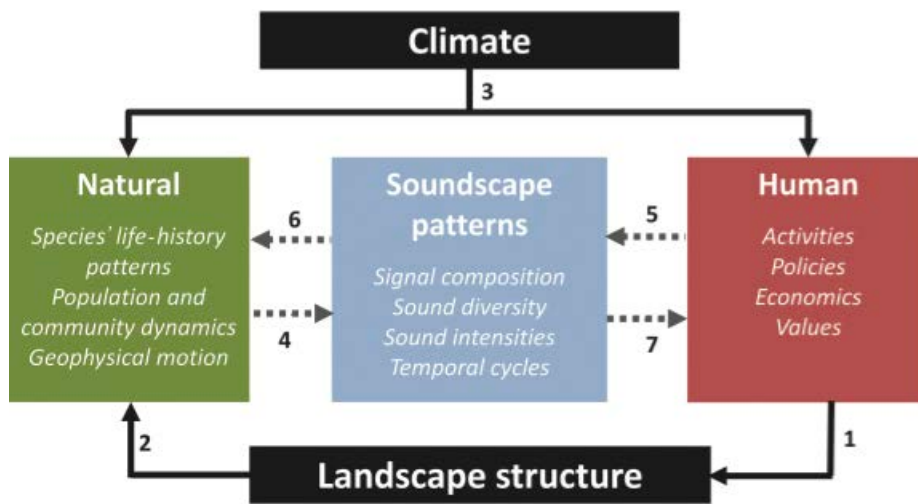 Climate
3
Natural
Species' life-history
patterns
Population and
community dynamics
Geophysical motion
6
4
Soundscape
patterns
Signal composition
Sound diversity
Sound intensities
Temporal cycles
5
7
Human
Activities
Policies
Economics
Values
2
Landscape structure
1